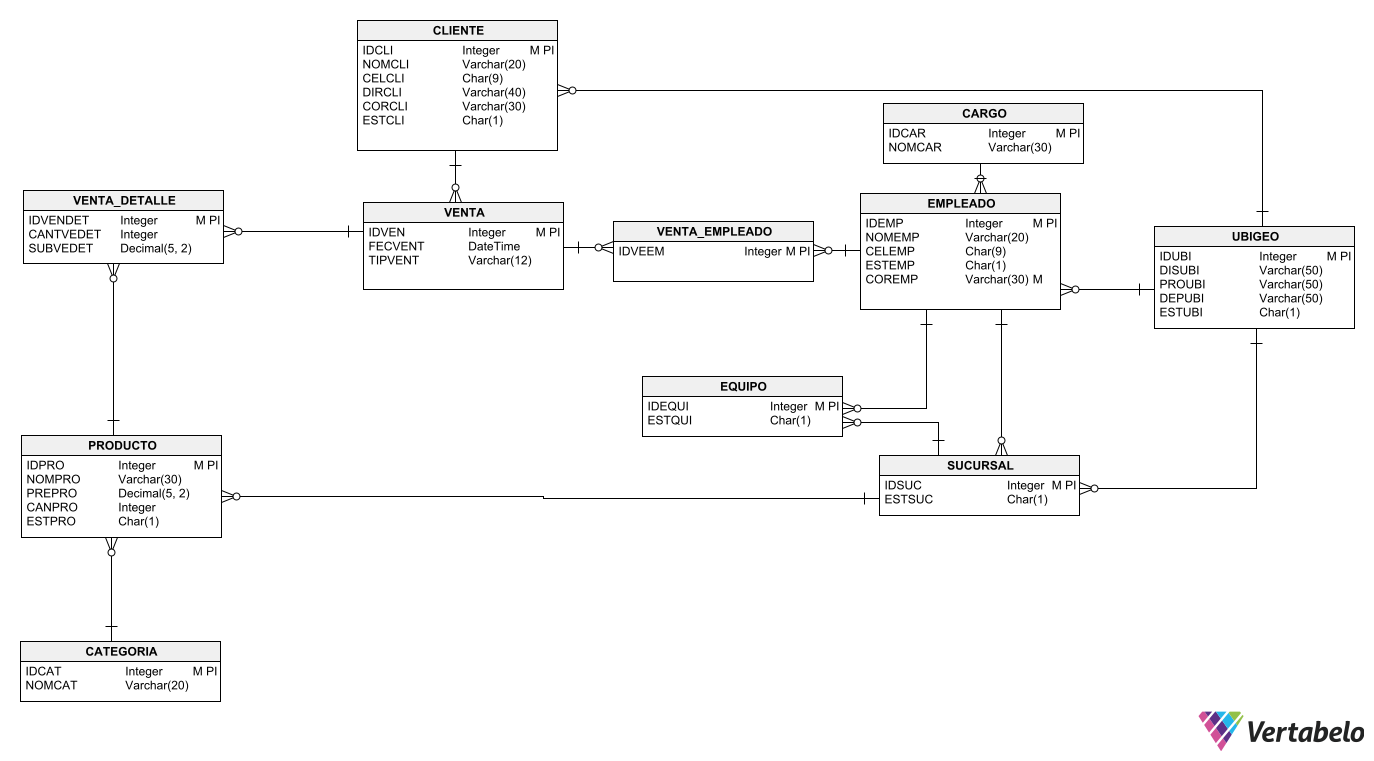 CLIENTE
IDCLI Integer M PI
NOMCLI Varchar(20)
CELCLI Char(9)
DIRCLI Varchar(40)
CORCLI Varchar(30)
ESTCLI Char(1)
CARGO
IDCAR Integer M PI
NOMCAR Varchar(30)
VENTA_DETALLE
IDVENDET Integer M PI
CANTVEDET Integer
SUBVEDET Decimal(5, 2)
VENTA
IDVEN Integer M PI
FECVENT DateTime
TIPVENT Varchar(12)
VENTA_EMPLEADO
IDVEEM Integer M PI
EMPLEADO
IDEMP Integer M PI
NOMEMP Varchar(20)
CELEMP Char(9)
ESTEMP Char(1)
COREMP Varchar(30) M
UBIGEO
IDUBI Integer M PI
DISUBI Varchar(50)
PROUBI Varchar(50)
DEPUBI Varchar(50)
ESTUBI Char(1)
EQUIPO
IDEQUI Integer M PI
ESTQUI Char(1)
PRODUCTO
IDPRO Integer M PI
NOMPRO Varchar(30)
PREPRO Decimal(5, 2)
CANPRO Integer
ESTPRO Char(1)
SUCURSAL
IDSUC Integer M PI
ESTSUC Char(1)
CATEGORIA
IDCAT Integer M PI
NOMCAT Varchar(20)
Vertabelo